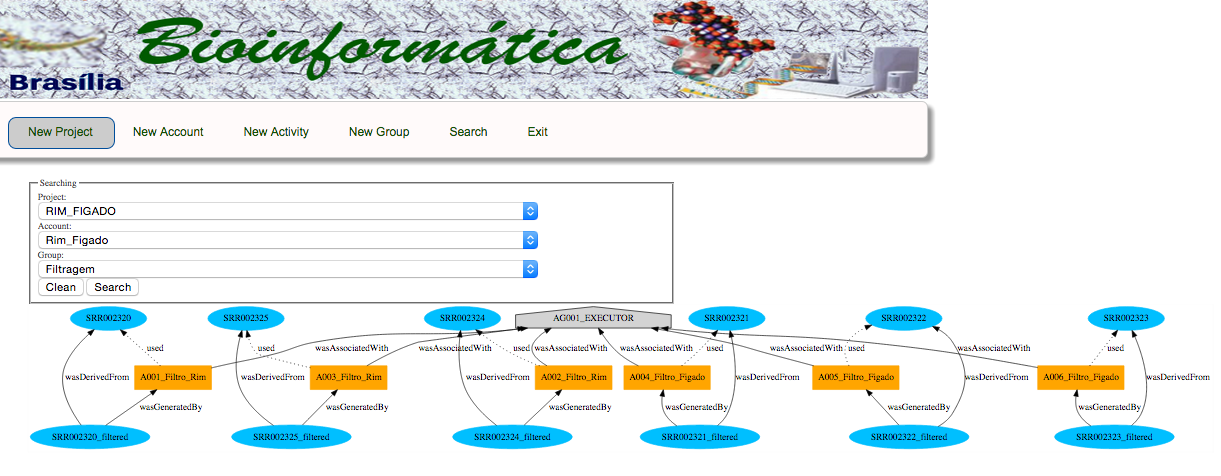 Bioinformática
Brasília
New Project New Account New Activity New Group Search Exit
Searching
Project:
RIM_FIGADO
Account:
Rim_Figado
Group:
Filtragem
Clean Search
SRR002320 SRR002325 SRR002324 AG001_EXECUTOR SRR002321 SRR002322 SRR002323
used wasAssociatedWith wasAssociatedWith used wasAssociatedWith wasAssociatedWith used wasAssociatedWith used wasAssociatedWith used
wasDerivedFrom A001_Filtro_Rim wasDerivedFrom A003_Filtro_Rim wasDerivedFrom A002_Filtro_Rim A004_Filtro_Figado wasDerivedFrom A005_Filtro_Figado wasDerivedFrom A006_Filtro_Figado wasDerivedFrom
wasGeneratedBy wasGeneratedBy wasGeneratedBy wasGeneratedBy wasGeneratedBy wasGeneratedBy
SRR002320_filtered SRR002325_filtered SRR002324_filtered SRR002321_filtered SRR002322_filtered SRR002323_filtered